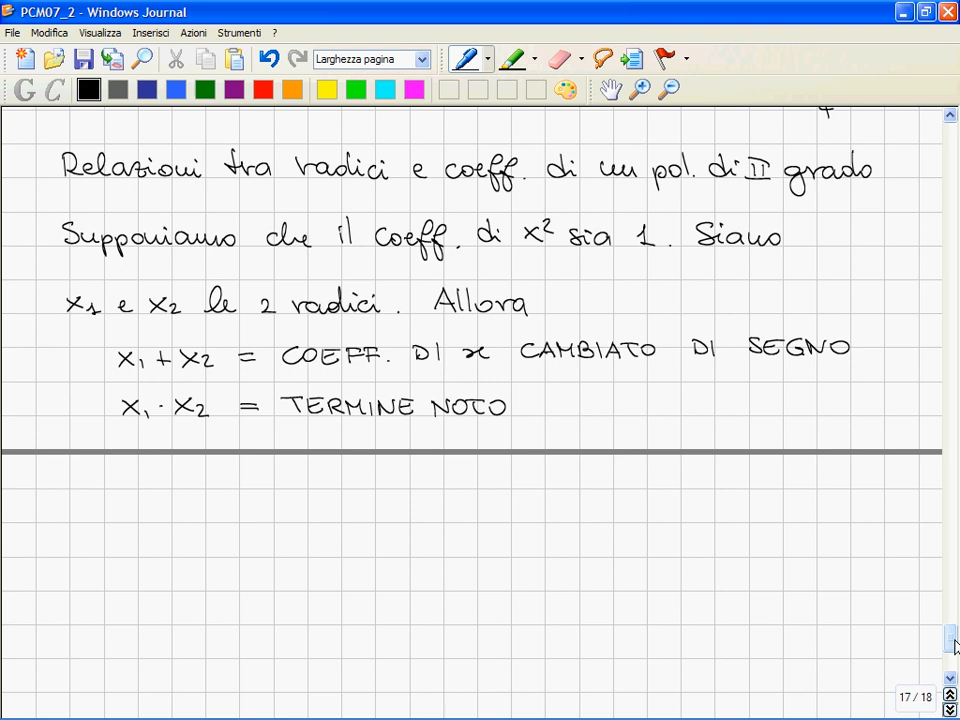 PCM07_2 - Windows Journal
File Modifica Visualizza Inserisci Azioni Strumenti ?
Larghezza pagina
G C
Relazioni tra radici e coeff. di un pol. di II grado
Supponiamo che il coeff. di x² sia 1. Siano
x₁ e x₂ le 2 radici. Allora
x₁ + x₂ = COEFF. DI x CAMBIATO DI SEGNO
x₁ · x₂ = TERMINE NOTO
17 / 18